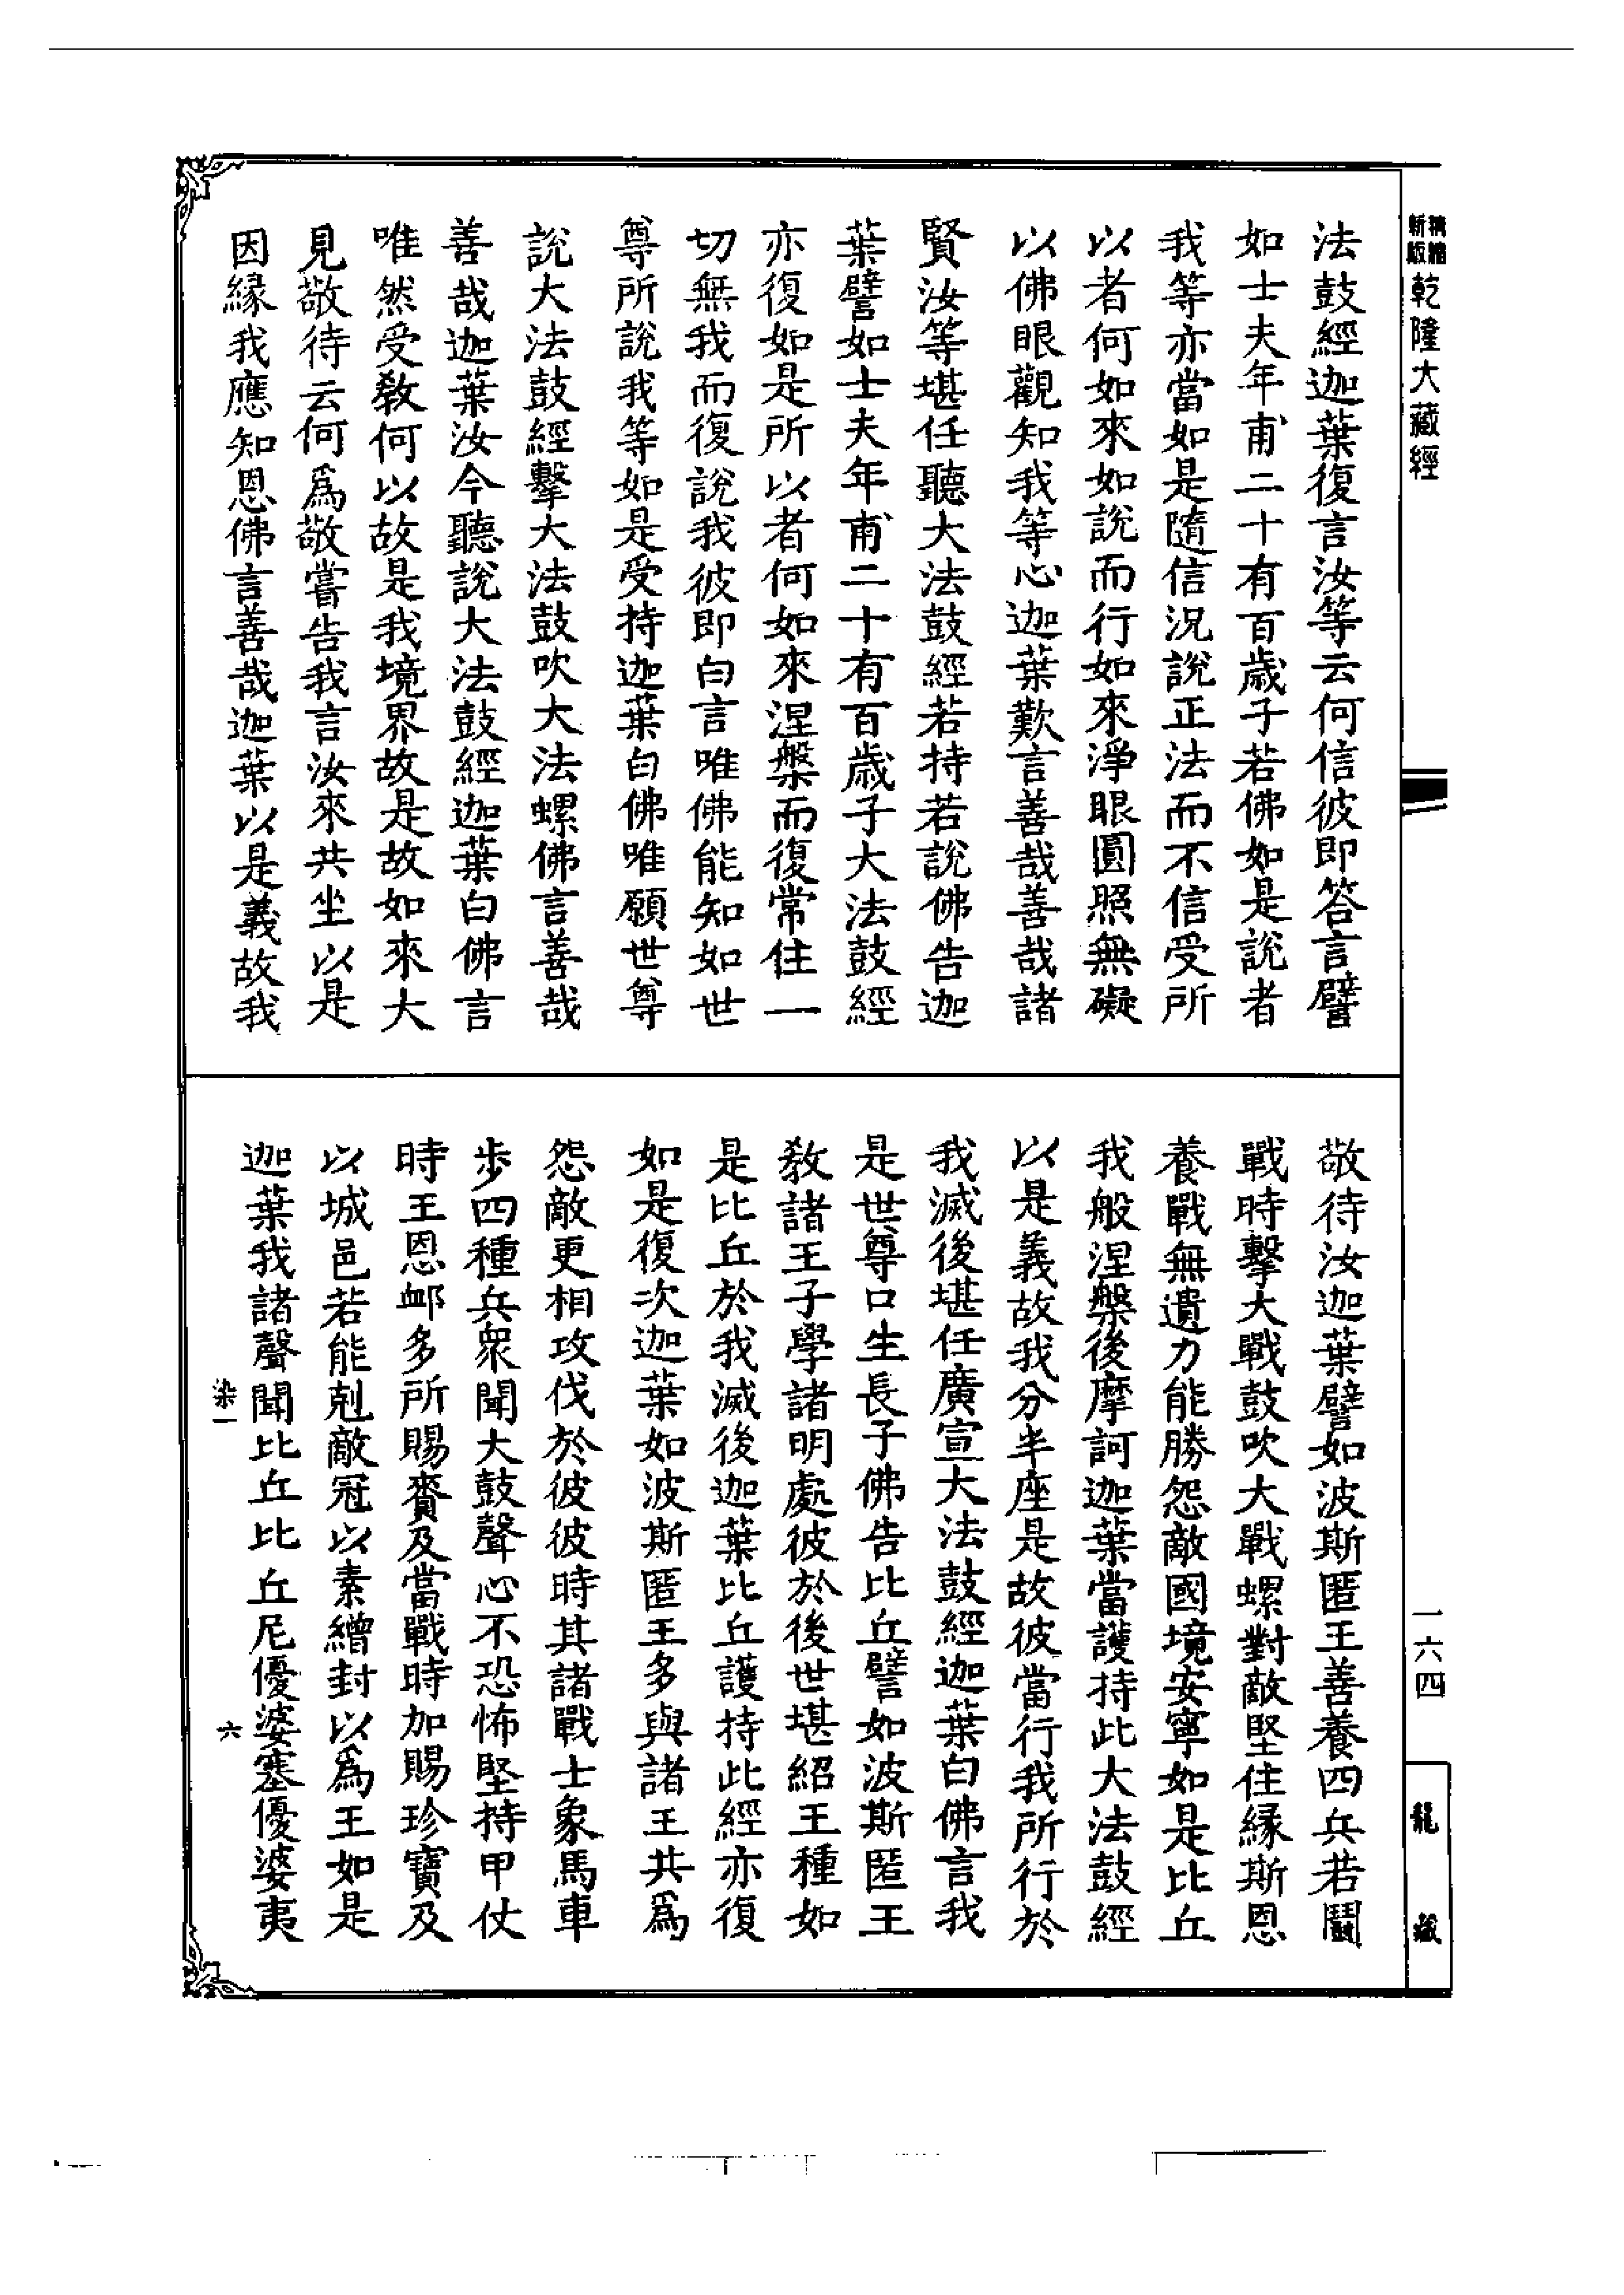 精縮新版乾隆大藏經
法鼓經迦葉復言汝等云何信彼即答言譬
如士夫年甫二十有百歲子若佛如是說者
我等亦當如是隨信況說正法而不信受所
以者何如來如說而行如來淨眼圓照無礙
以佛眼觀知我等心迦葉歎言善哉善哉諸
賢汝等堪任聽大法鼓經若持若說佛告迦
葉譬如士夫年甫二十有百歲子大法鼓經
亦復如是所以者何如來涅槃而復常住一
切無我而復說我彼即白言唯佛能知如世
尊所說我等如是受持迦葉白佛唯願世尊
說大法鼓經擊大法鼓吹大法螺佛言善哉
善哉迦葉汝今聽說大法鼓經迦葉白佛言
唯然受教何以故是我境界故是故如來大
見敬待云何為敬嘗告我言汝來共坐以是
因緣我應知恩佛言善哉迦葉以是義故我
敬待汝迦葉譬如波斯匿王善養四兵若鬪
戰時擊大戰鼓吹大戰螺對敵堅住緣斯恩
養戰無遺力能勝怨敵國境安寧如是比丘
我般涅槃後摩訶迦葉當護持此大法鼓經
以是義故我分半座是故彼當行我所行於
我滅後堪任廣宣大法鼓經迦葉白佛言我
是世尊口生長子佛告比丘譬如波斯匿王
教諸王子學諸明處彼於後世堪紹王種如
是比丘於我滅後迦葉比丘護持此經亦復
如是復次迦葉如波斯匿王多與諸王共為
怨敵更相攻伐於彼彼時其諸戰士象馬車
步四種兵眾聞大鼓聲心不恐怖堅持甲仗
時王恩卹多所賜賚及當戰時加賜珍寶及
以城邑若能剋敵冠以素繒封以為王如是
迦葉我諸聲聞比丘比丘尼優婆塞優婆夷
染一
六
一六四
龍藏